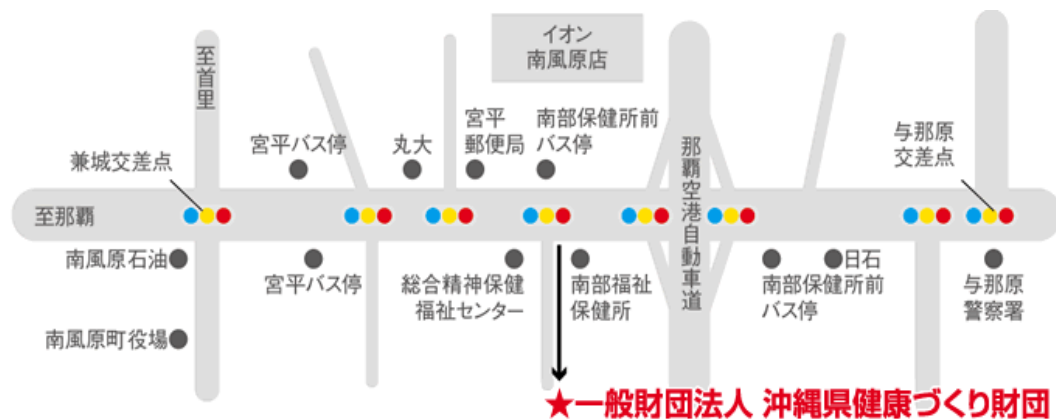 イオン
南風原店
至首里
宮平バス停
丸大
宮平
郵便局
南部保健所前
バス停
那覇空港自動車道
与那原
交差点
兼城交差点
至那覇
南風原石油
宮平バス停
総合精神保健
福祉センター
南部福祉
保健所
日石
南部保健所前
バス停
与那原
警察署
南風原町役場
★一般財団法人 沖縄県健康づくり財団